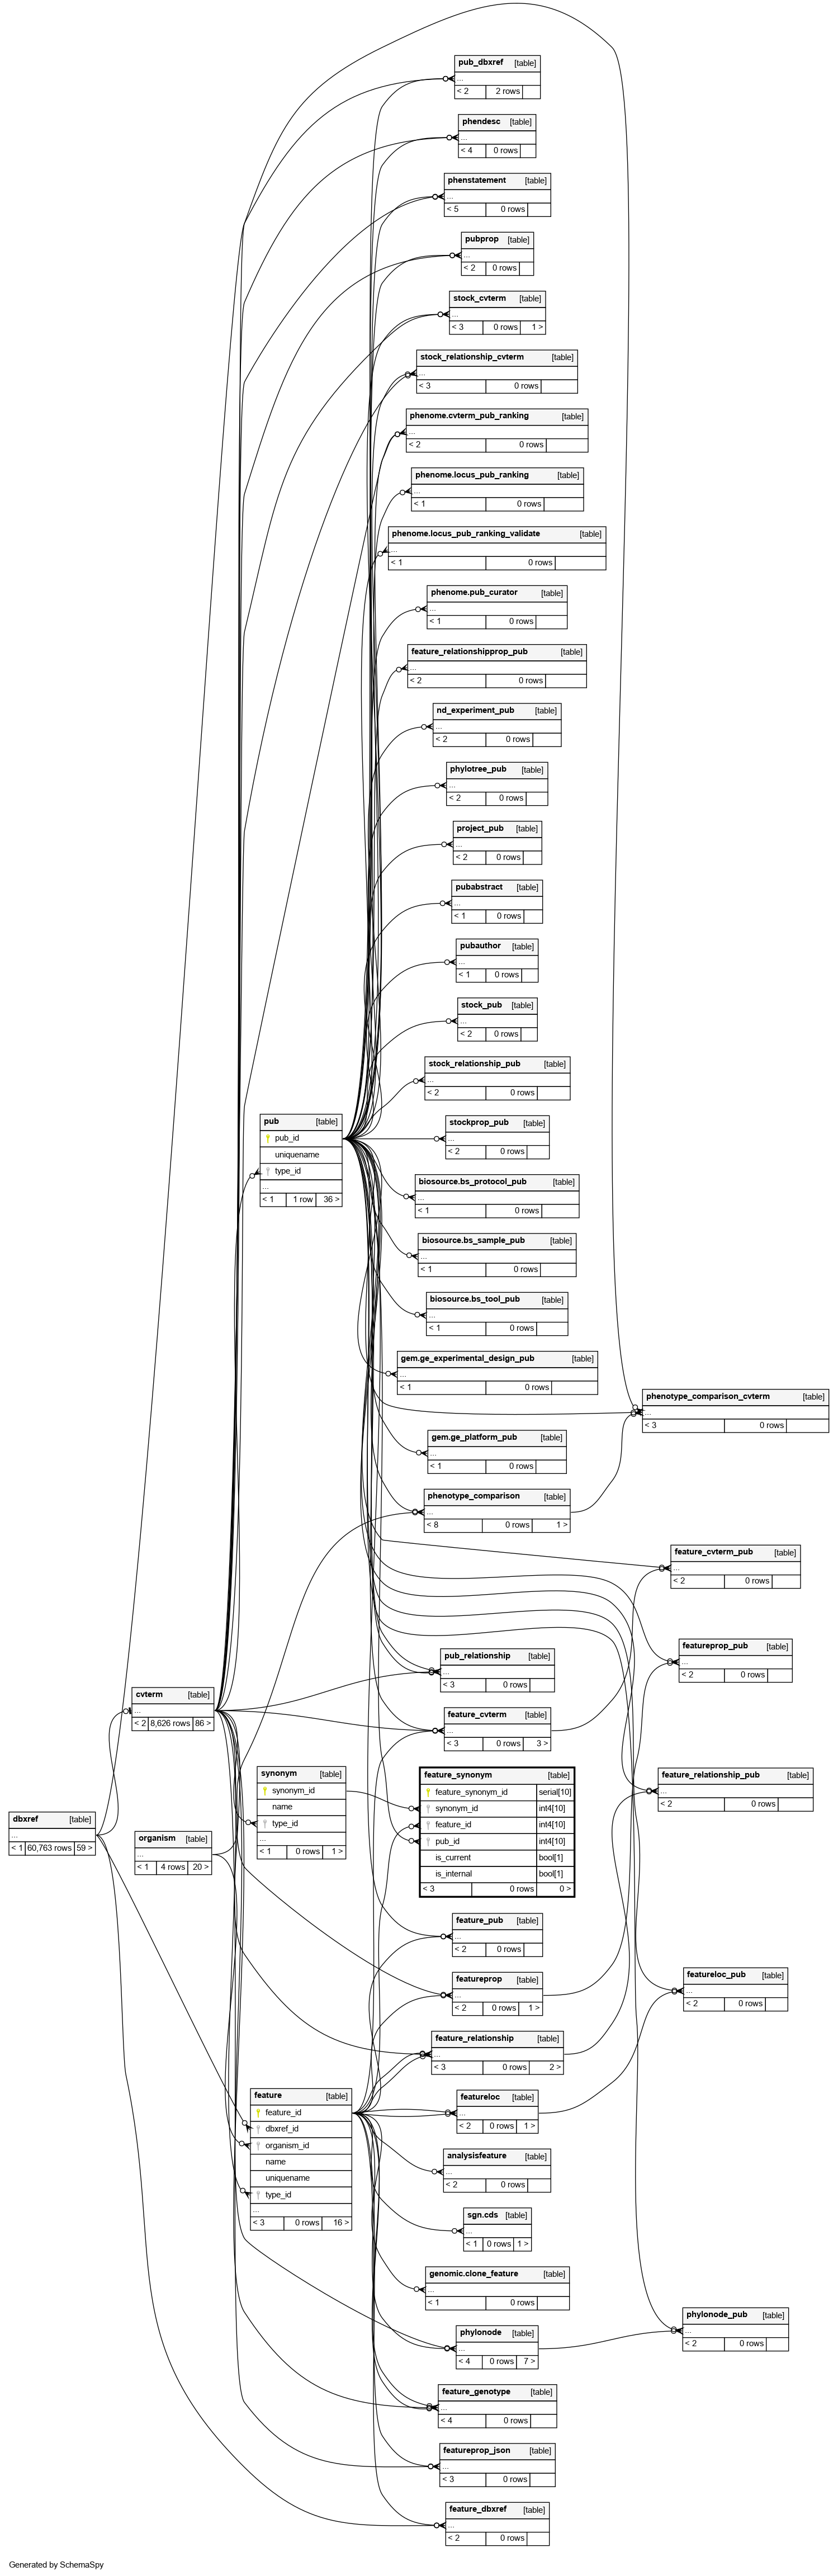 pub_dbxref [table]
...
< 2 2 rows
phendesc [table]
...
< 4 0 rows
phenstatement [table]
...
< 5 0 rows
pubprop [table]
...
< 2 0 rows
stock_cvterm [table]
...
< 3 0 rows 1 >
stock_relationship_cvterm [table]
...
< 3 0 rows
phenome.cvterm_pub_ranking [table]
...
< 2 0 rows
phenome.locus_pub_ranking [table]
...
< 1 0 rows
phenome.locus_pub_ranking_validate [table]
...
< 1 0 rows
phenome.pub_curator [table]
...
< 1 0 rows
feature_relationshipprop_pub [table]
...
< 2 0 rows
nd_experiment_pub [table]
...
< 2 0 rows
phylotree_pub [table]
...
< 2 0 rows
project_pub [table]
...
< 2 0 rows
pubabstract [table]
...
< 1 0 rows
pubauthor [table]
...
< 1 0 rows
stock_pub [table]
...
< 2 0 rows
stock_relationship_pub [table]
...
< 2 0 rows
pub [table]
pub_id
uniquename
type_id
...
< 1 1 row 36 >
stockprop_pub [table]
...
< 2 0 rows
biosource.bs_protocol_pub [table]
...
< 1 0 rows
biosource.bs_sample_pub [table]
...
< 1 0 rows
biosource.bs_tool_pub [table]
...
< 1 0 rows
gem.ge_experimental_design_pub [table]
...
< 1 0 rows
phenotype_comparison_cvterm [table]
...
< 3 0 rows
gem.ge_platform_pub [table]
...
< 1 0 rows
phenotype_comparison [table]
...
< 8 0 rows 1 >
feature_cvterm_pub [table]
...
< 2 0 rows
featureprop_pub [table]
...
< 2 0 rows
pub_relationship [table]
...
< 3 0 rows
cvterm [table]
...
< 2 8,626 rows 86 >
feature_cvterm [table]
...
< 3 0 rows 3 >
synonym [table]
synonym_id
name
type_id
...
< 1 0 rows 1 >
feature_synonym [table]
feature_synonym_id serial[10]
synonym_id int4[10]
feature_id int4[10]
pub_id int4[10]
is_current bool[1]
is_internal bool[1]
< 3 0 rows 0 >
feature_relationship_pub [table]
...
< 2 0 rows
dbxref [table]
...
< 1 60,763 rows 59 >
organism [table]
...
< 1 4 rows 20 >
feature_pub [table]
...
< 2 0 rows
featureprop [table]
...
< 2 0 rows 1 >
featureloc_pub [table]
...
< 2 0 rows
feature_relationship [table]
...
< 3 0 rows 2 >
feature [table]
feature_id
dbxref_id
organism_id
name
uniquename
type_id
...
< 3 0 rows 16 >
featureloc [table]
...
< 2 0 rows 1 >
analysisfeature [table]
...
< 2 0 rows
sgn.cds [table]
...
< 1 0 rows 1 >
genomic.clone_feature [table]
...
< 1 0 rows
phylonode [table]
...
< 4 0 rows 7 >
phylonode_pub [table]
...
< 2 0 rows
feature_genotype [table]
...
< 4 0 rows
featureprop_json [table]
...
< 3 0 rows
feature_dbxref [table]
...
< 2 0 rows
Generated by SchemaSpy